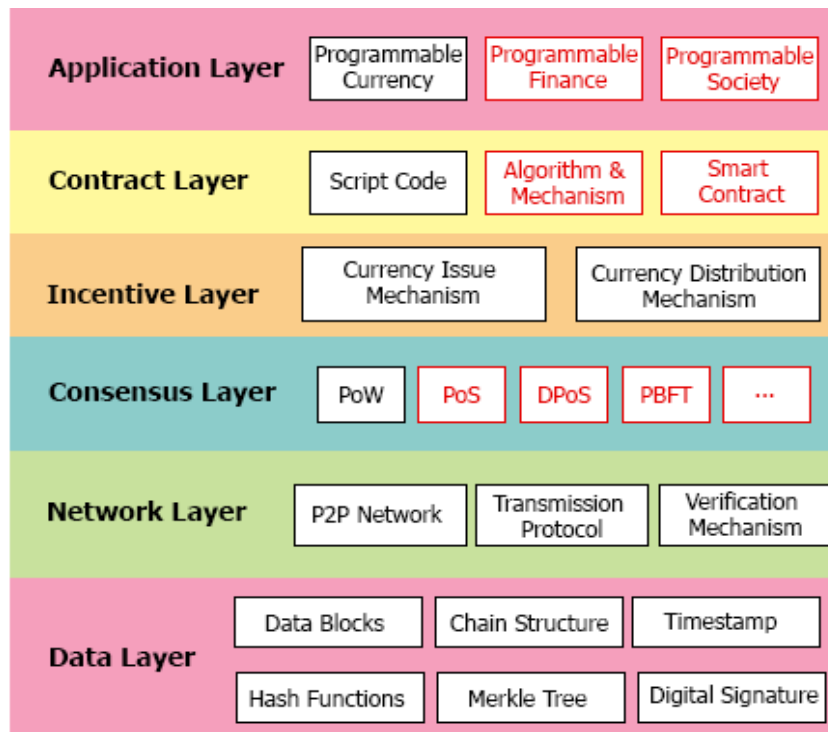 Application Layer
Programmable
Currency
Programmable
Finance
Programmable
Society
Contract Layer
Script Code
Algorithm &
Mechanism
Smart
Contract
Incentive Layer
Currency Issue
Mechanism
Currency Distribution
Mechanism
Consensus Layer
PoW
PoS
DPoS
PBFT
...
Network Layer
P2P Network
Transmission
Protocol
Verification
Mechanism
Data Layer
Data Blocks
Chain Structure
Timestamp
Hash Functions
Merkle Tree
Digital Signature